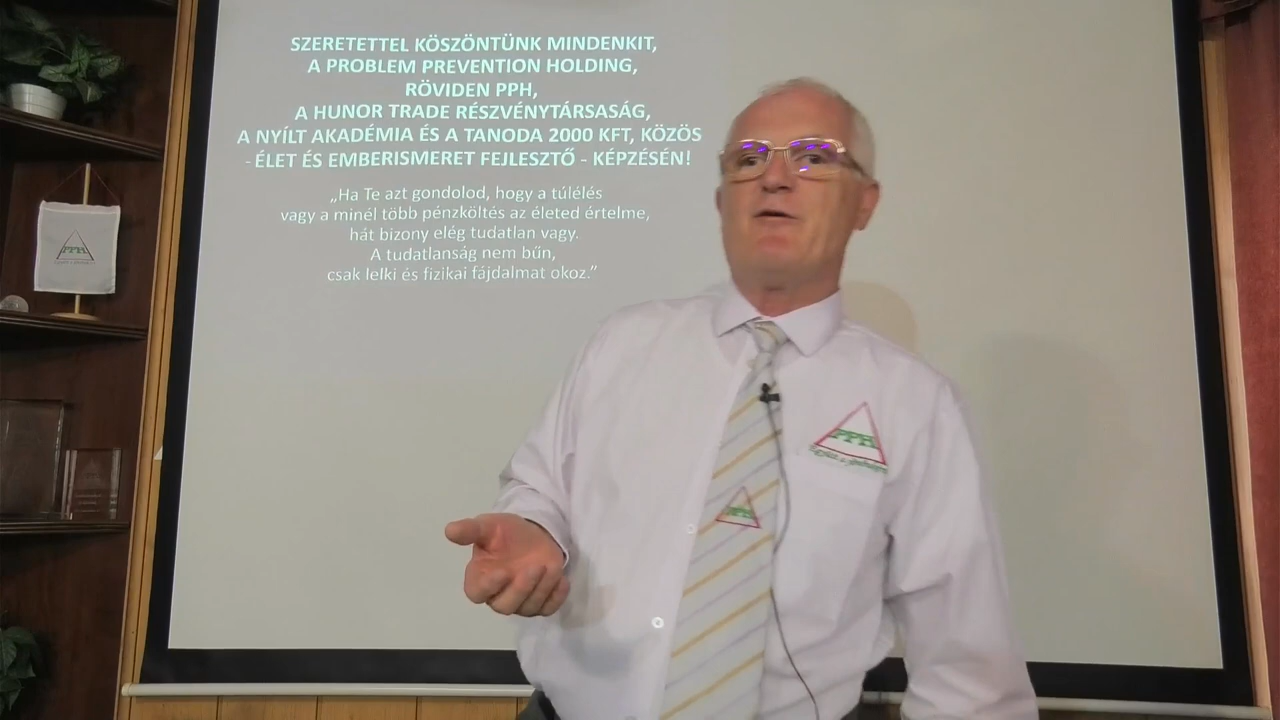 SZERETETTEL KÖSZÖNTÜNK MINDENKIT,
A PROBLEM PREVENTION HOLDING,
RÖVIDEN PPH,
A HUNOR TRADE RÉSZVÉNYTÁRSASÁG,
A NYÍLT AKADÉMIA ÉS A TANODA 2000 KFT, KÖZÖS
- ÉLET ÉS EMBERISMERET FEJLESZTŐ - KÉPZÉSÉN!
„Ha Te azt gondolod, hogy a túlélés
vagy a minél több pénzköltés az életed értelme,
hát bizony elég tudatlan vagy.
A tudatlanság nem bűn,
csak lelki és fizikai fájdalmat okoz.”
PPH
PPH
PPH